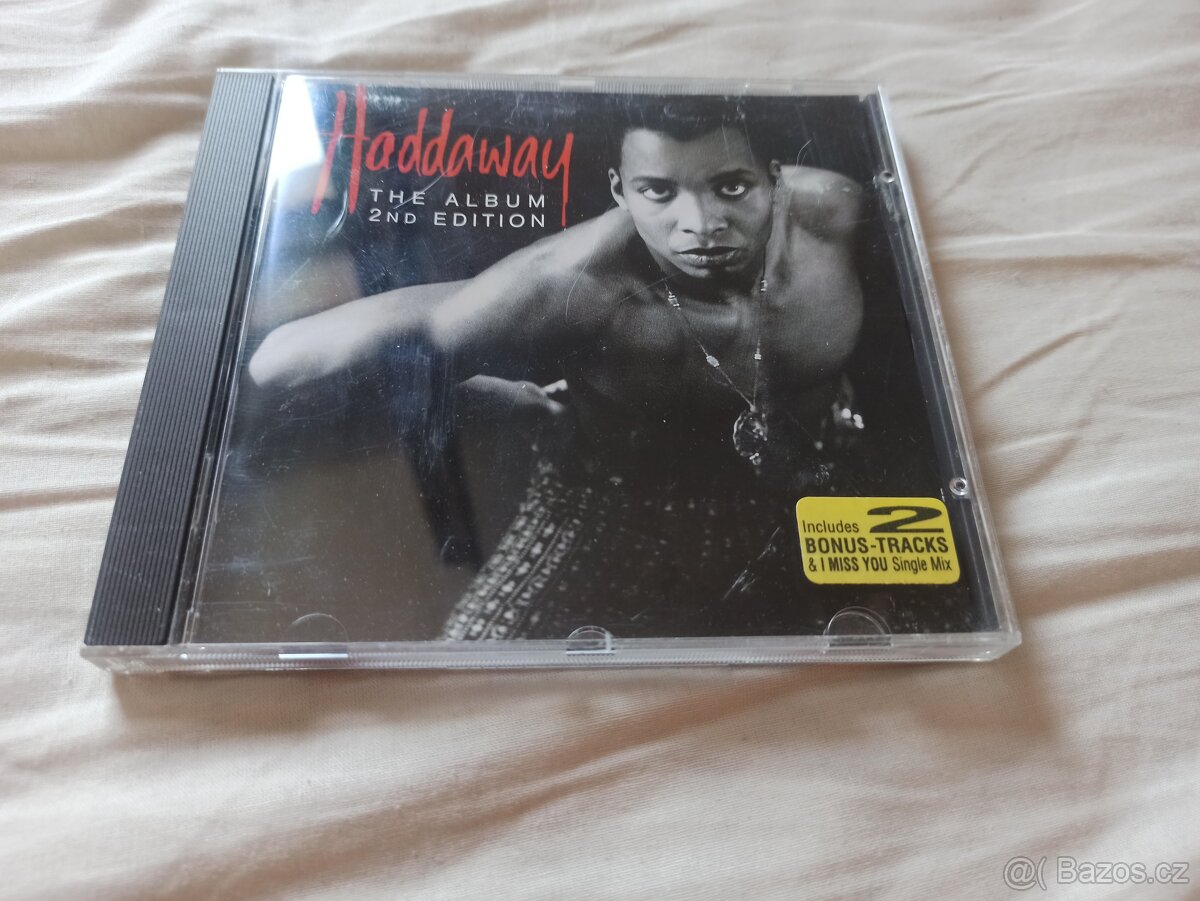 Haddaway
THE ALBUM
2ND EDITION
Includes 2
BONUS-TRACKS
& I MISS YOU Single Mix
@( Bazos.cz